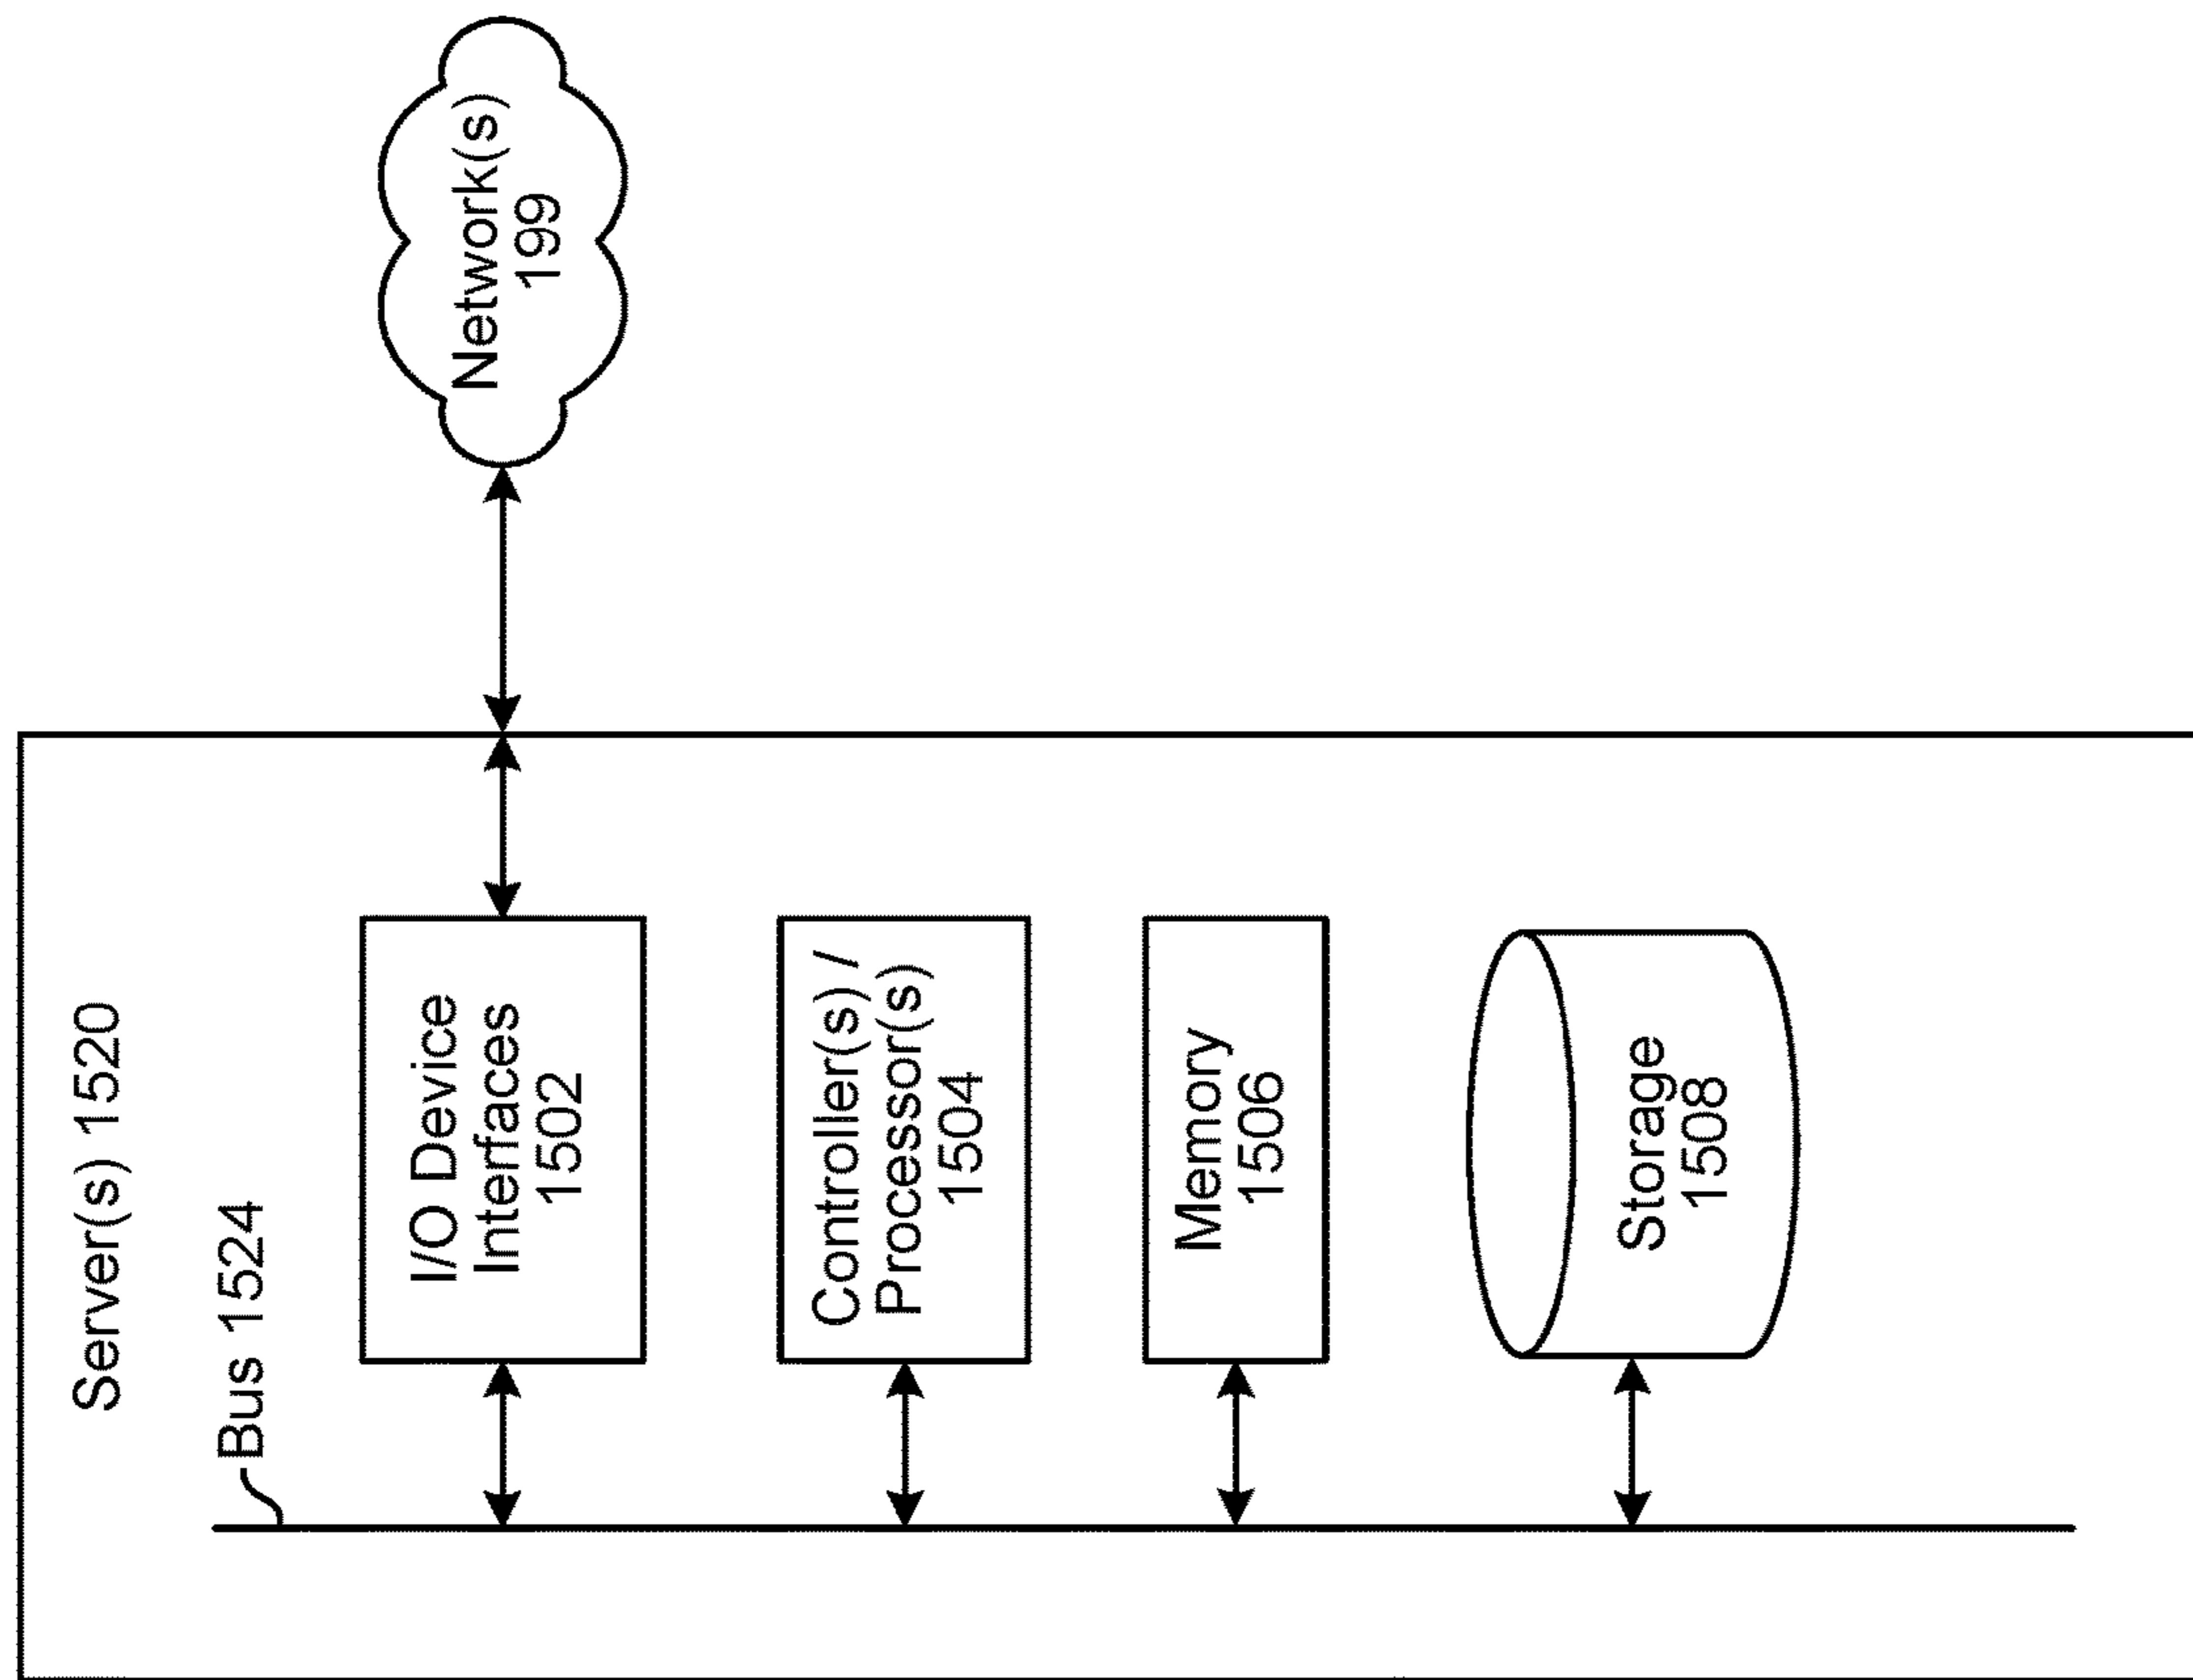 Server(s) 1520
Bus 1524
I/O Device
Interfaces
1502
Network(s)
199
Controller(s) /
Processor(s)
1504
Memory
1506
Storage
1508